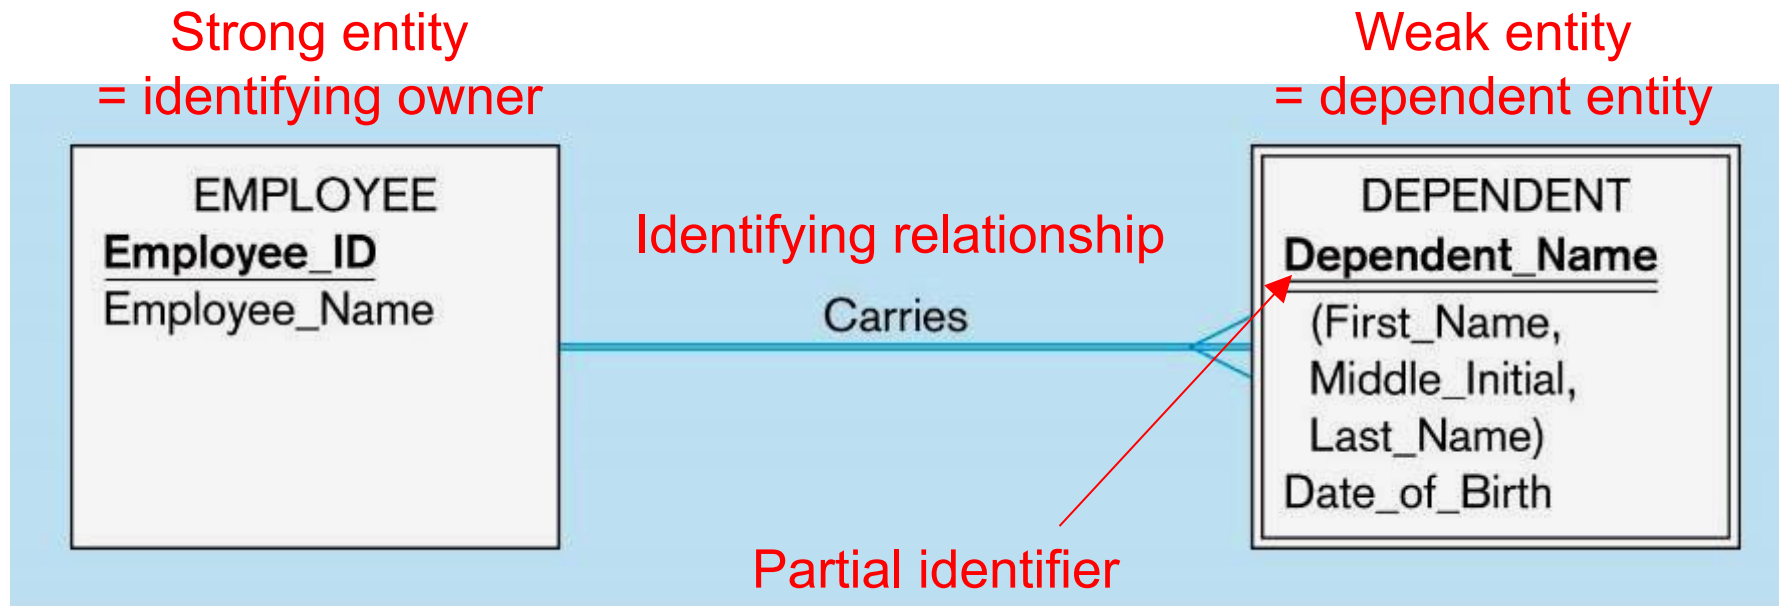 Strong entity
= identifying owner
Weak entity
= dependent entity
EMPLOYEE
Employee_ID
Employee_Name
Identifying relationship
Carries
DEPENDENT
Dependent_Name
(First_Name,
Middle_Initial,
Last_Name)
Date_of_Birth
Partial identifier